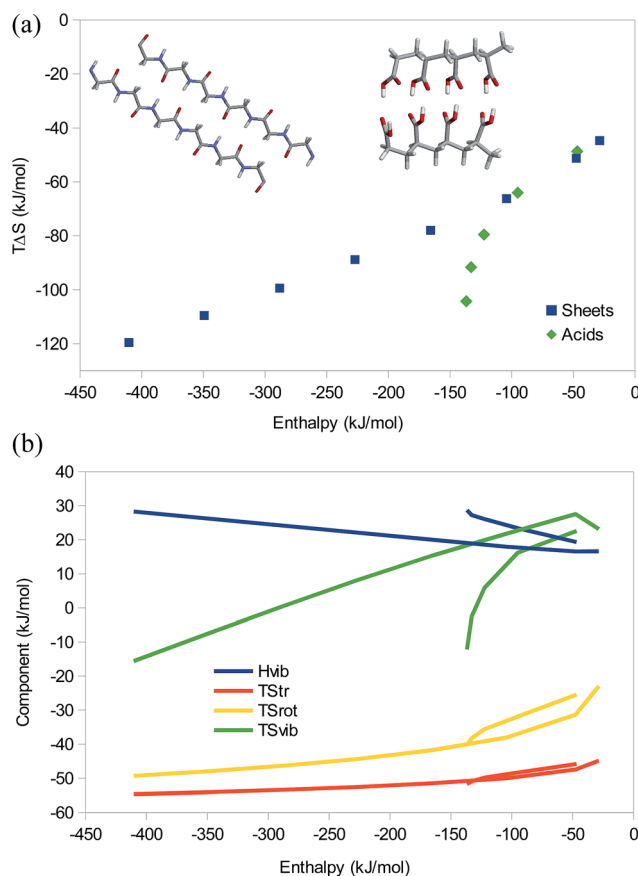 (a)
0
-20
-40
-60
-80
-100
-120
TΔS (kJ/mol)
Sheets
Acids
-450 -400 -350 -300 -250 -200 -150 -100 -50 0
Enthalpy (kJ/mol)
(b)
40
30
20
10
0
-10
-20
-30
-40
-50
-60
Component (kJ/mol)
Hvib
TStr
TSrot
TSvib
-450 -400 -350 -300 -250 -200 -150 -100 -50 0
Enthalpy (kJ/mol)